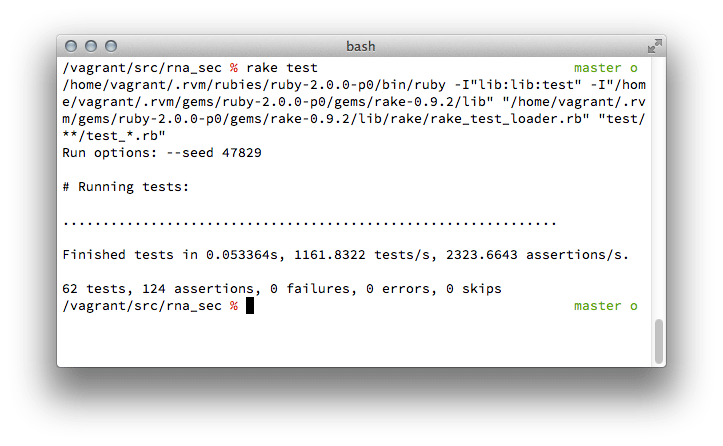 bash
/vagrant/src/rna_sec % rake test master o
/home/vagrant/.rvm/rubies/ruby-2.0.0-p0/bin/ruby -I"lib:lib:test" -I"/hom
e/vagrant/.rvm/gems/ruby-2.0.0-p0/gems/rake-0.9.2/lib" "/home/vagrant/.rv
m/gems/ruby-2.0.0-p0/gems/rake-0.9.2/lib/rake/rake_test_loader.rb" "test/
**/test_*.rb"
Run options: --seed 47829
# Running tests:
..............................................................
Finished tests in 0.053364s, 1161.8322 tests/s, 2323.6643 assertions/s.
62 tests, 124 assertions, 0 failures, 0 errors, 0 skips
/vagrant/src/rna_sec % master o